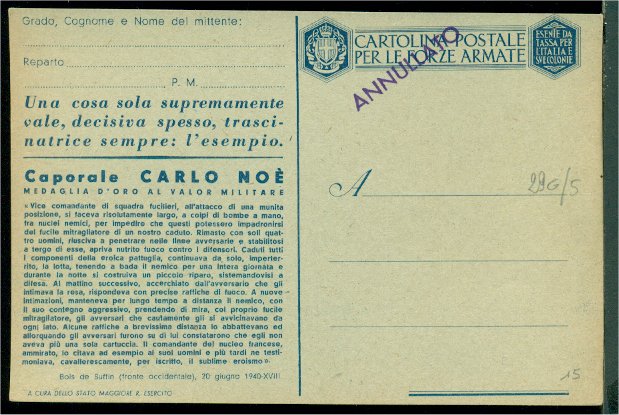 Grado, Cognome e Nome del mittente:
Reparto
P. M.
Una cosa sola supremamente
vale, decisiva spesso, trasci-
natrice sempre: l'esempio.
Caporale CARLO NOÈ
MEDAGLIA D'ORO AL VALOR MILITARE
«Vice comandante di squadra fucilieri, all'attacco di una munita
posizione, si faceva risolutamente largo, a colpi di bombe a mano,
fra nuclei nemici, per impedire che questi potessero impadronirsi
del fucile mitragliatore di un nostro caduto. Rimasto con soli quat-
tro uomini, riusciva a penetrare nelle linee avversarie e stabilitosi
a tergo di esse, apriva nutrito fuoco contro i difensori. Caduti tutti
i componenti della eroica pattuglia, continuava da solo, imperter-
rito, la lotta, tenendo a bada il nemico per una intera giornata e
durante la notte si costruiva un piccolo riparo, sistemandovisi a
difesa. Al mattino successivo, accerchiato dall'avversario che gli
intimava la resa, rispondeva con precise raffiche di fuoco. A nuove
intimazioni, manteneva per lungo tempo a distanza il nemico, con
il suo contegno aggressivo, prendendo di mira, col proprio fucile
mitragliatore, gli avversari che cautamente gli si avvicinavano da
ogni lato. Alcune raffiche a brevissima distanza lo abbattevano ed
allorquando gli avversari furono su di lui constatarono che egli non
aveva più una sola cartuccia. Il comandante del nucleo francese,
ammirato, lo citava ad esempio ai suoi uomini e più tardi ne testi-
moniava, cavallerescamente, per iscritto, il sublime eroismo».
Bois de Suffin (fronte occidentale), 20 giugno 1940-XVIII.
A CURA DELLO STATO MAGGIORE R. ESERCITO
CARTOLINA POSTALE
PER LE FORZE ARMATE
ESENTE DA
TASSA PER
L'ITALIA E
SUE COLONIE
ANNULLATO
A
29G/5
15